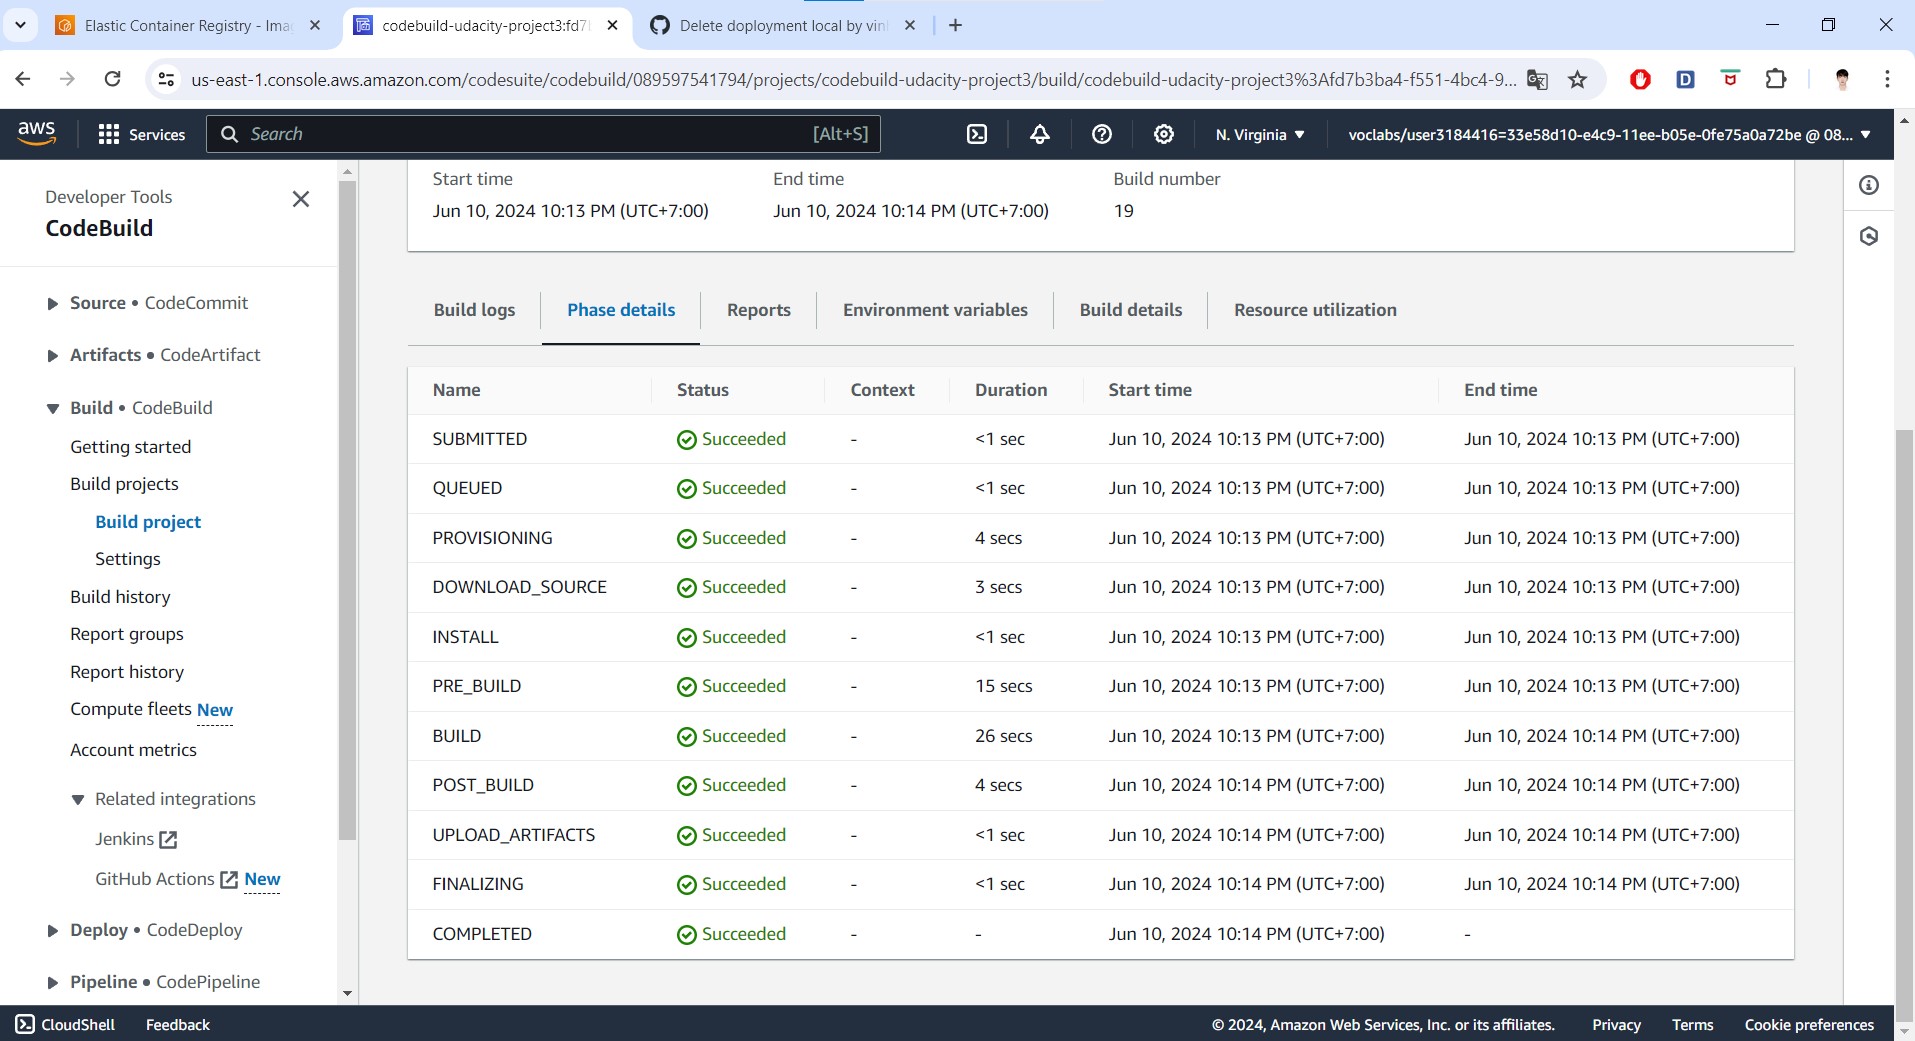 Elastic Container Registry - Ima
codebuild-udacity-project3:fd7
Delete doployment local by vin
us-east-1.console.aws.amazon.com/codesuite/codebuild/089597541794/projects/codebuild-udacity-project3/build/codebuild-udacity-project3%3Afd7b3ba4-f551-4bc4-9...
aws
Services
Search
[Alt+S]
N. Virginia
voclabs/user3184416=33e58d10-e4c9-11ee-b05e-0fe75a0a72be @ 08...
Developer Tools
CodeBuild
Source • CodeCommit
Artifacts • CodeArtifact
Build • CodeBuild
Getting started
Build projects
Build project
Settings
Build history
Report groups
Report history
Compute fleets New
Account metrics
Related integrations
Jenkins
GitHub Actions New
Deploy • CodeDeploy
Pipeline • CodePipeline
Start time End time Build number
Jun 10, 2024 10:13 PM (UTC+7:00) Jun 10, 2024 10:14 PM (UTC+7:00) 19
Build logs Phase details Reports Environment variables Build details Resource utilization
Name Status Context Duration Start time End time
SUBMITTED Succeeded - <1 sec Jun 10, 2024 10:13 PM (UTC+7:00) Jun 10, 2024 10:13 PM (UTC+7:00)
QUEUED Succeeded - <1 sec Jun 10, 2024 10:13 PM (UTC+7:00) Jun 10, 2024 10:13 PM (UTC+7:00)
PROVISIONING Succeeded - 4 secs Jun 10, 2024 10:13 PM (UTC+7:00) Jun 10, 2024 10:13 PM (UTC+7:00)
DOWNLOAD_SOURCE Succeeded - 3 secs Jun 10, 2024 10:13 PM (UTC+7:00) Jun 10, 2024 10:13 PM (UTC+7:00)
INSTALL Succeeded - <1 sec Jun 10, 2024 10:13 PM (UTC+7:00) Jun 10, 2024 10:13 PM (UTC+7:00)
PRE_BUILD Succeeded - 15 secs Jun 10, 2024 10:13 PM (UTC+7:00) Jun 10, 2024 10:13 PM (UTC+7:00)
BUILD Succeeded - 26 secs Jun 10, 2024 10:13 PM (UTC+7:00) Jun 10, 2024 10:14 PM (UTC+7:00)
POST_BUILD Succeeded - 4 secs Jun 10, 2024 10:14 PM (UTC+7:00) Jun 10, 2024 10:14 PM (UTC+7:00)
UPLOAD_ARTIFACTS Succeeded - <1 sec Jun 10, 2024 10:14 PM (UTC+7:00) Jun 10, 2024 10:14 PM (UTC+7:00)
FINALIZING Succeeded - <1 sec Jun 10, 2024 10:14 PM (UTC+7:00) Jun 10, 2024 10:14 PM (UTC+7:00)
COMPLETED Succeeded - - Jun 10, 2024 10:14 PM (UTC+7:00) -
CloudShell Feedback © 2024, Amazon Web Services, Inc. or its affiliates. Privacy Terms Cookie preferences